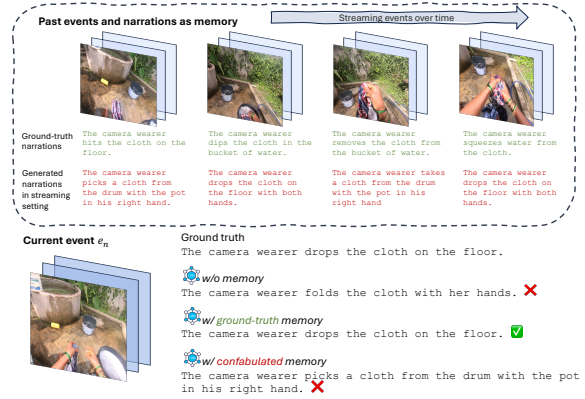 Past events and narrations as memory
Streaming events over time
Ground-truth
narrations
The camera wearer
hits the cloth on the
floor.
The camera wearer
dips the cloth in the
bucket of water.
The camera wearer
removes the cloth from
the bucket of water.
The camera wearer
squeezes water from
the cloth.
Generated
narrations
in streaming
setting
The camera wearer
picks a cloth from
the drum with the pot
in his right hand.
The camera wearer
drops the cloth on
the floor with both
hands.
The camera wearer takes
a cloth from the drum
with the pot in his
right hand
The camera wearer
drops the cloth on
the floor with both
hands.
Current event eₙ
Ground truth
The camera wearer drops the cloth on the floor.
w/o memory
The camera wearer folds the cloth with her hands.
w/ ground-truth memory
The camera wearer drops the cloth on the floor.
w/ confabulated memory
The camera wearer picks a cloth from the drum with the pot
in his right hand.